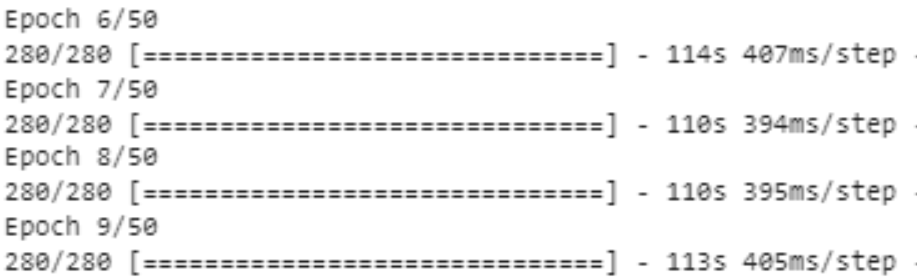 Epoch 6/50
280/280 [==============================] - 114s 407ms/step -
Epoch 7/50
280/280 [==============================] - 110s 394ms/step -
Epoch 8/50
280/280 [==============================] - 110s 395ms/step -
Epoch 9/50
280/280 [==============================] - 113s 405ms/step -